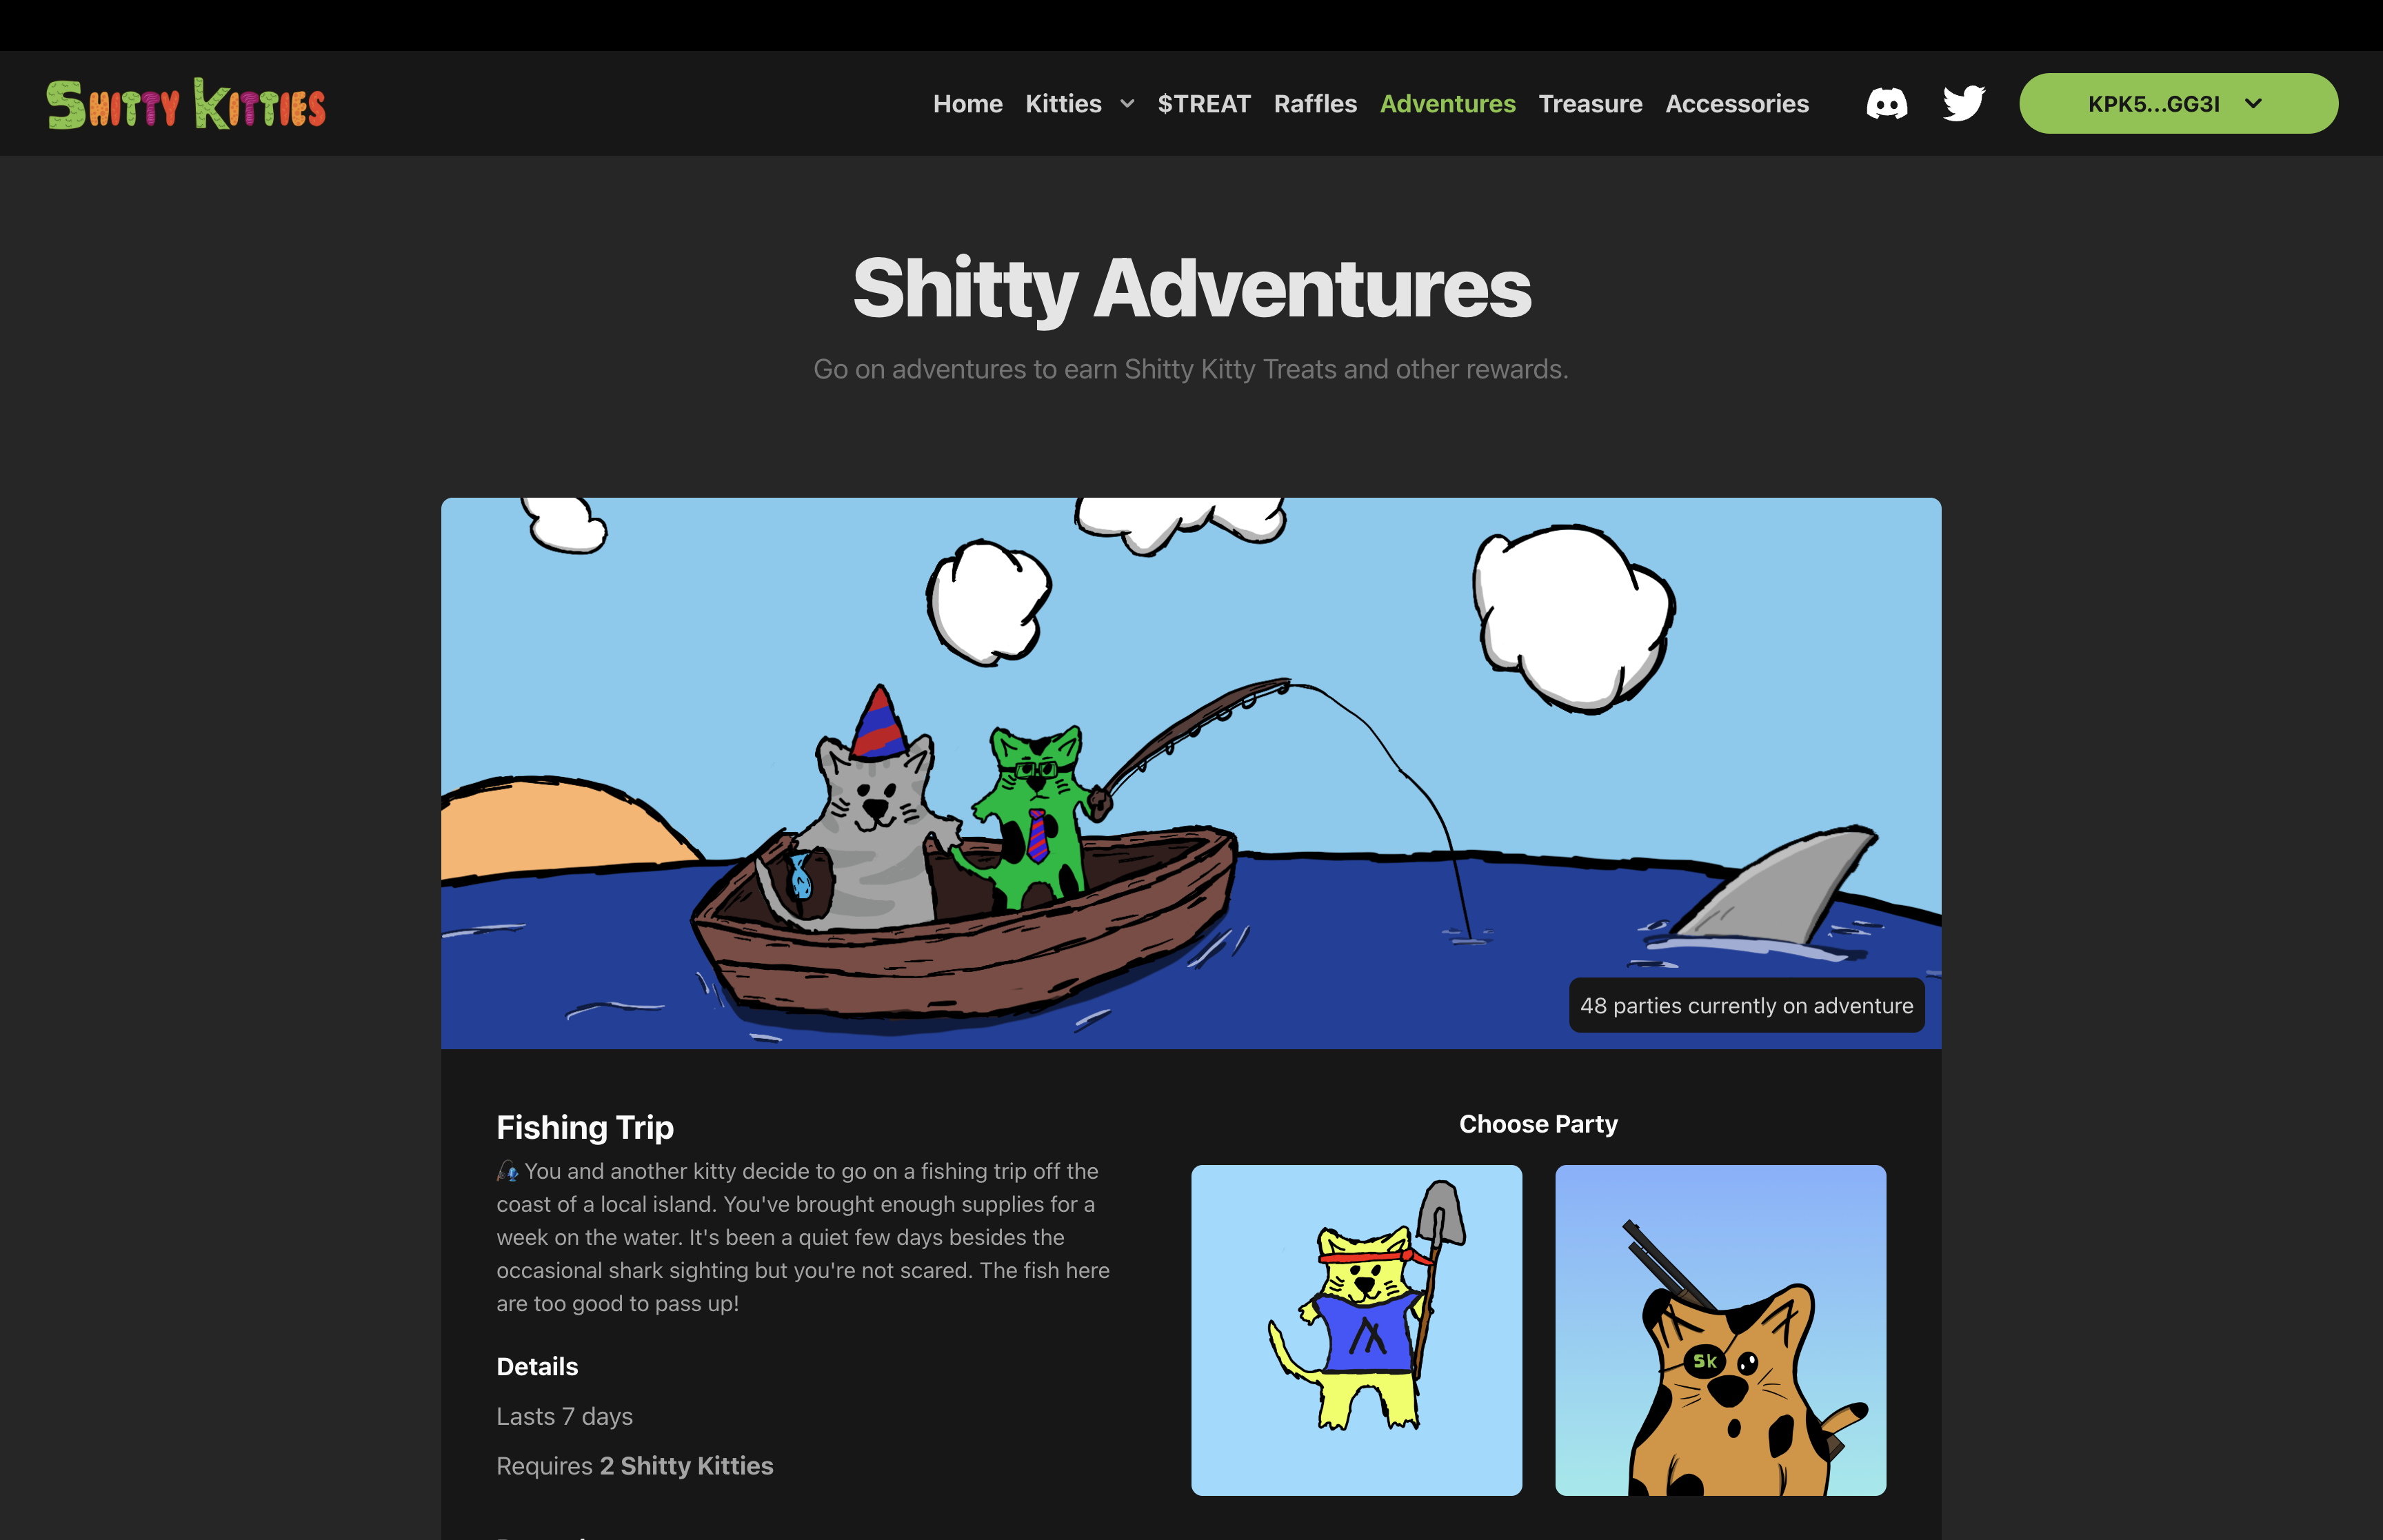 Shitty Kitties
Home Kitties $TREAT Raffles Adventures Treasure Accessories KPK5...GG3I
Shitty Adventures
Go on adventures to earn Shitty Kitty Treats and other rewards.
48 parties currently on adventure
Fishing Trip
🎣 You and another kitty decide to go on a fishing trip off the
coast of a local island. You've brought enough supplies for a
week on the water. It's been a quiet few days besides the
occasional shark sighting but you're not scared. The fish here
are too good to pass up!
Details
Lasts 7 days
Requires 2 Shitty Kitties
Choose Party
Sk